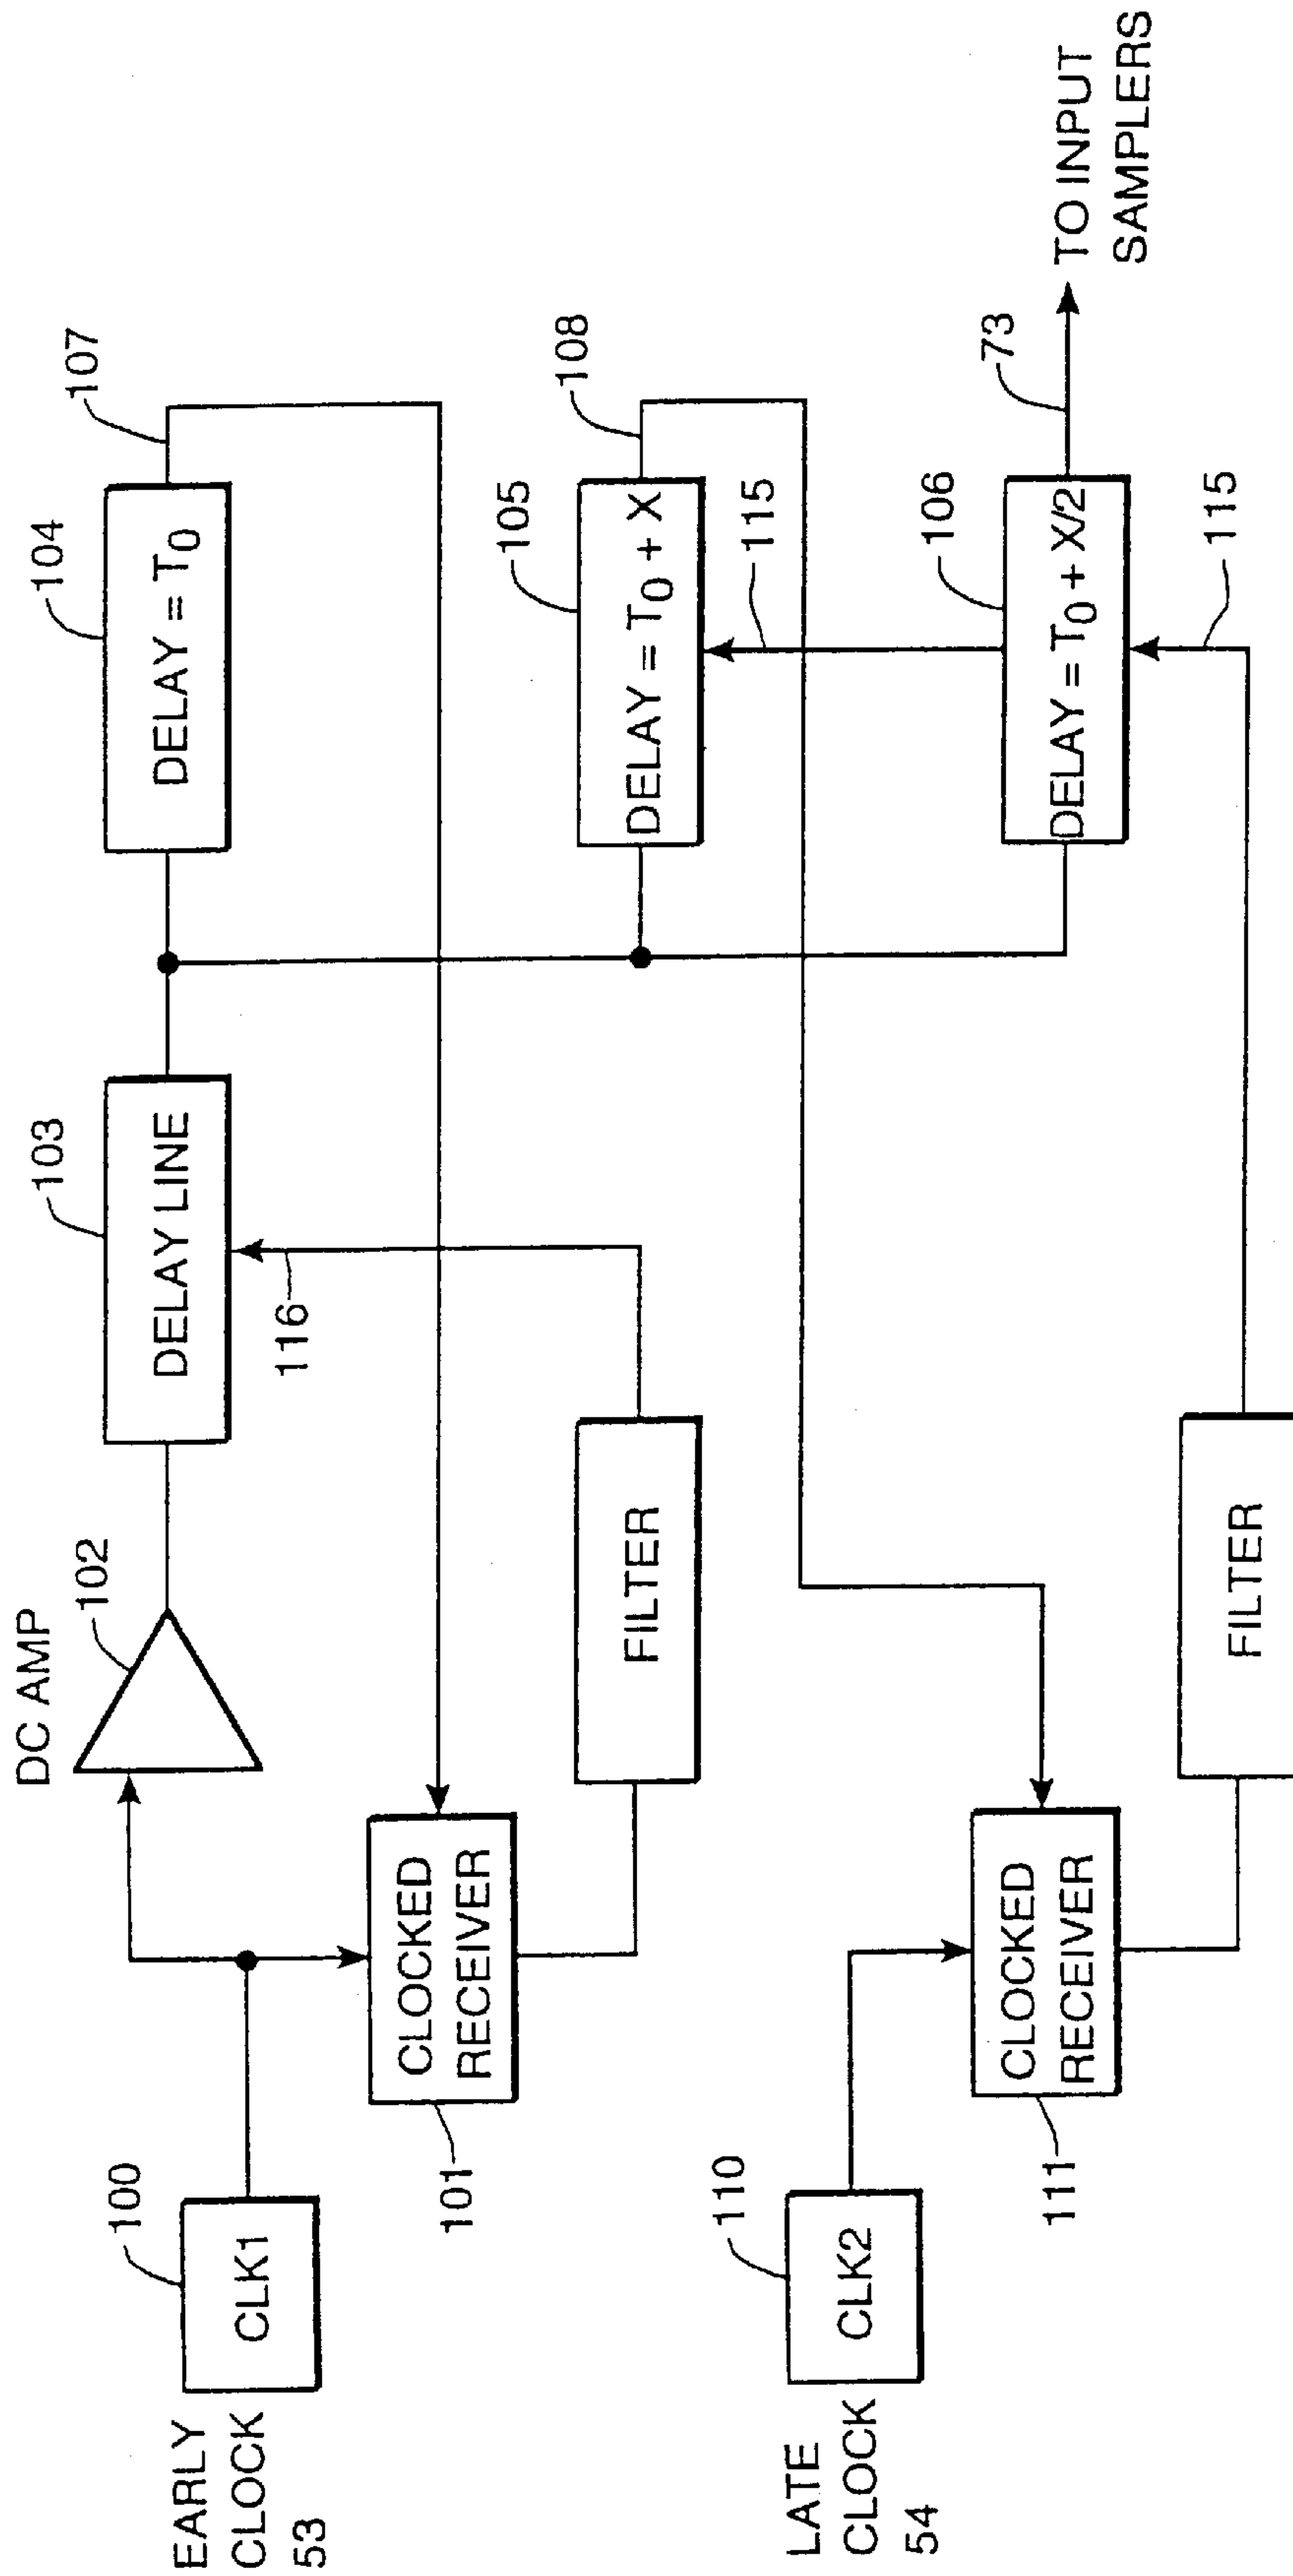 DC AMP
102
103
DELAY LINE
104
DELAY = T0
107
EARLY
CLOCK
53
100
CLK1
101
CLOCKED
RECEIVER
FILTER
116
105
DELAY = T0 + X
108
115
LATE
CLOCK
54
110
CLK2
111
CLOCKED
RECEIVER
FILTER
106
DELAY = T0 + X/2
115
73
TO INPUT
SAMPLERS